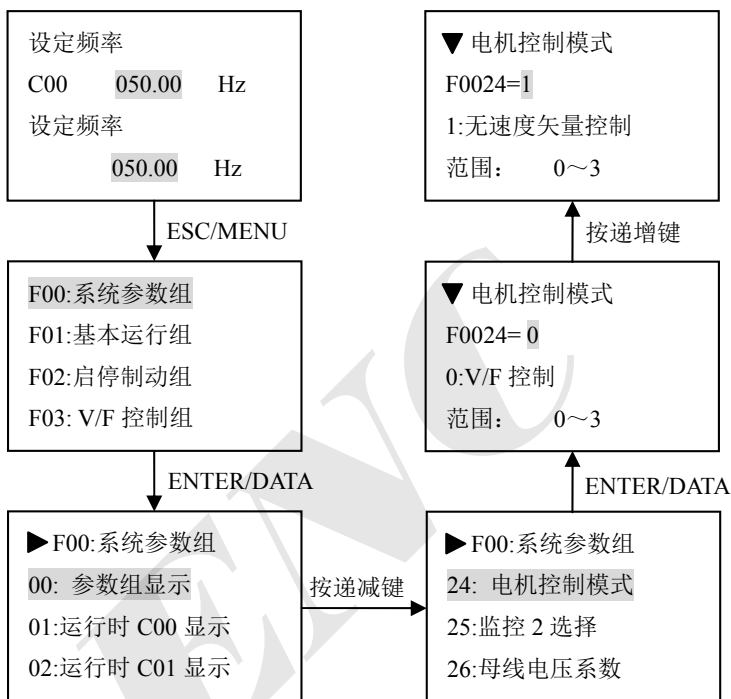 设定频率
C00 050.00 Hz
设定频率
050.00 Hz
ESC/MENU
F00:系统参数组
F01:基本运行组
F02:启停制动组
F03: V/F 控制组
ENTER/DATA
▶F00:系统参数组
00: 参数组显示
01:运行时 C00 显示
02:运行时 C01 显示
按递减键
▶F00:系统参数组
24: 电机控制模式
25:监控 2 选择
26:母线电压系数
ENTER/DATA
▼ 电机控制模式
F0024= 0
0:V/F 控制
范围： 0～3
按递增键
▼ 电机控制模式
F0024=1
1:无速度矢量控制
范围： 0～3
ENC